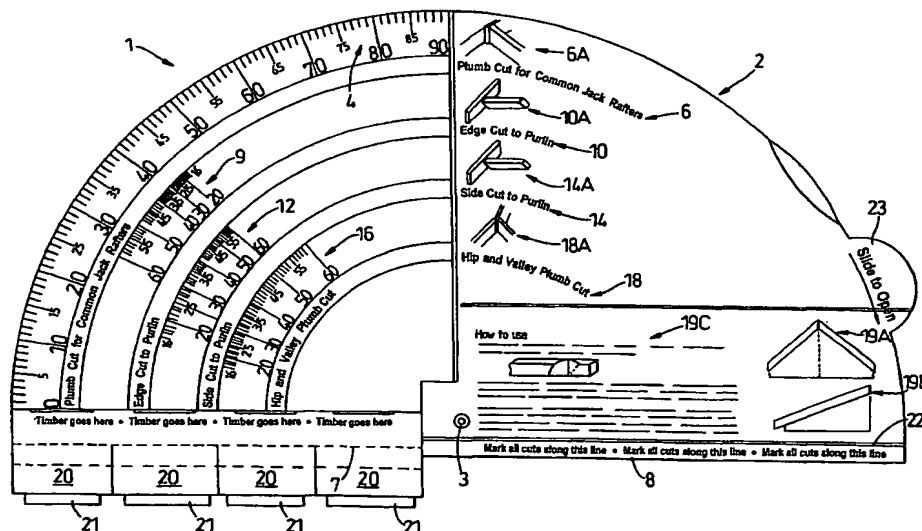 1
2
4
6A
Plumb Cut for Common Jack Rafters
6
10A
Edge Cut to Purlin
10
14A
Side Cut to Purlin
14
18A
Hip and Valley Plumb Cut
18
23
Slide to Open
0 5 10 15 20 25 30 35 40 45 50 55 60 65 70 75 80 85 90
Plumb Cut for Common Jack Rafters
9
Edge Cut to Purlin
12
Side Cut to Purlin
16
Hip and Valley Plumb Cut
How to use
19C
19A
19B
22
Timber goes here • Timber goes here • Timber goes here • Timber goes here •
Mark all cuts along this line • Mark all cuts along this line • Mark all cuts along this line
20 20 20 20
7
3
8
21 21 21 21